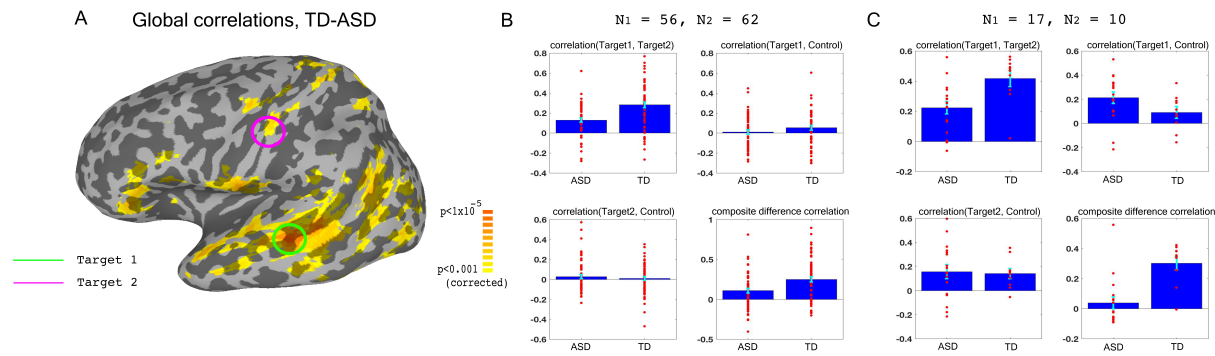 A
Global correlations, TD-ASD
Target 1
Target 2
p<1x10-5
p<0.001
(corrected)
B
N1 = 56, N2 = 62
correlation(Target1, Target2)
0.8
0.6
0.4
0.2
0
-0.2
-0.4
ASD TD
correlation(Target1, Control)
0.8
0.6
0.4
0.2
0
-0.2
-0.4
ASD TD
correlation(Target2, Control)
0.6
0.4
0.2
0
-0.2
-0.4
-0.6
ASD TD
composite difference correlation
1
0.5
0
-0.5
ASD TD
C
N1 = 17, N2 = 10
correlation(Target1, Target2)
0.6
0.4
0.2
0
-0.2
ASD TD
correlation(Target1, Control)
0.6
0.4
0.2
0
-0.2
-0.4
ASD TD
correlation(Target2, Control)
0.6
0.4
0.2
0
-0.2
-0.4
ASD TD
composite difference correlation
0.6
0.4
0.2
0
-0.2
ASD TD